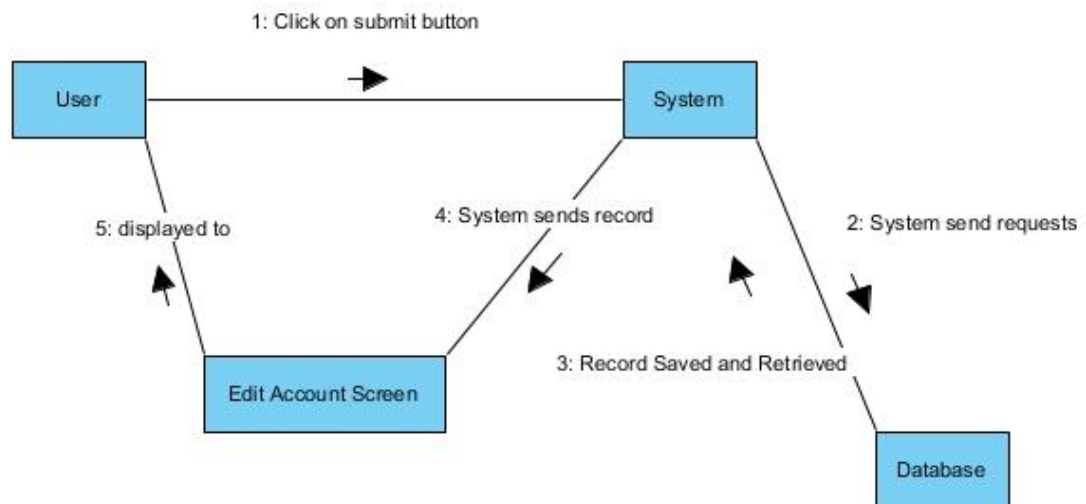 1: Click on submit button
User
System
5: displayed to
4: System sends record
2: System send requests
3: Record Saved and Retrieved
Edit Account Screen
Database